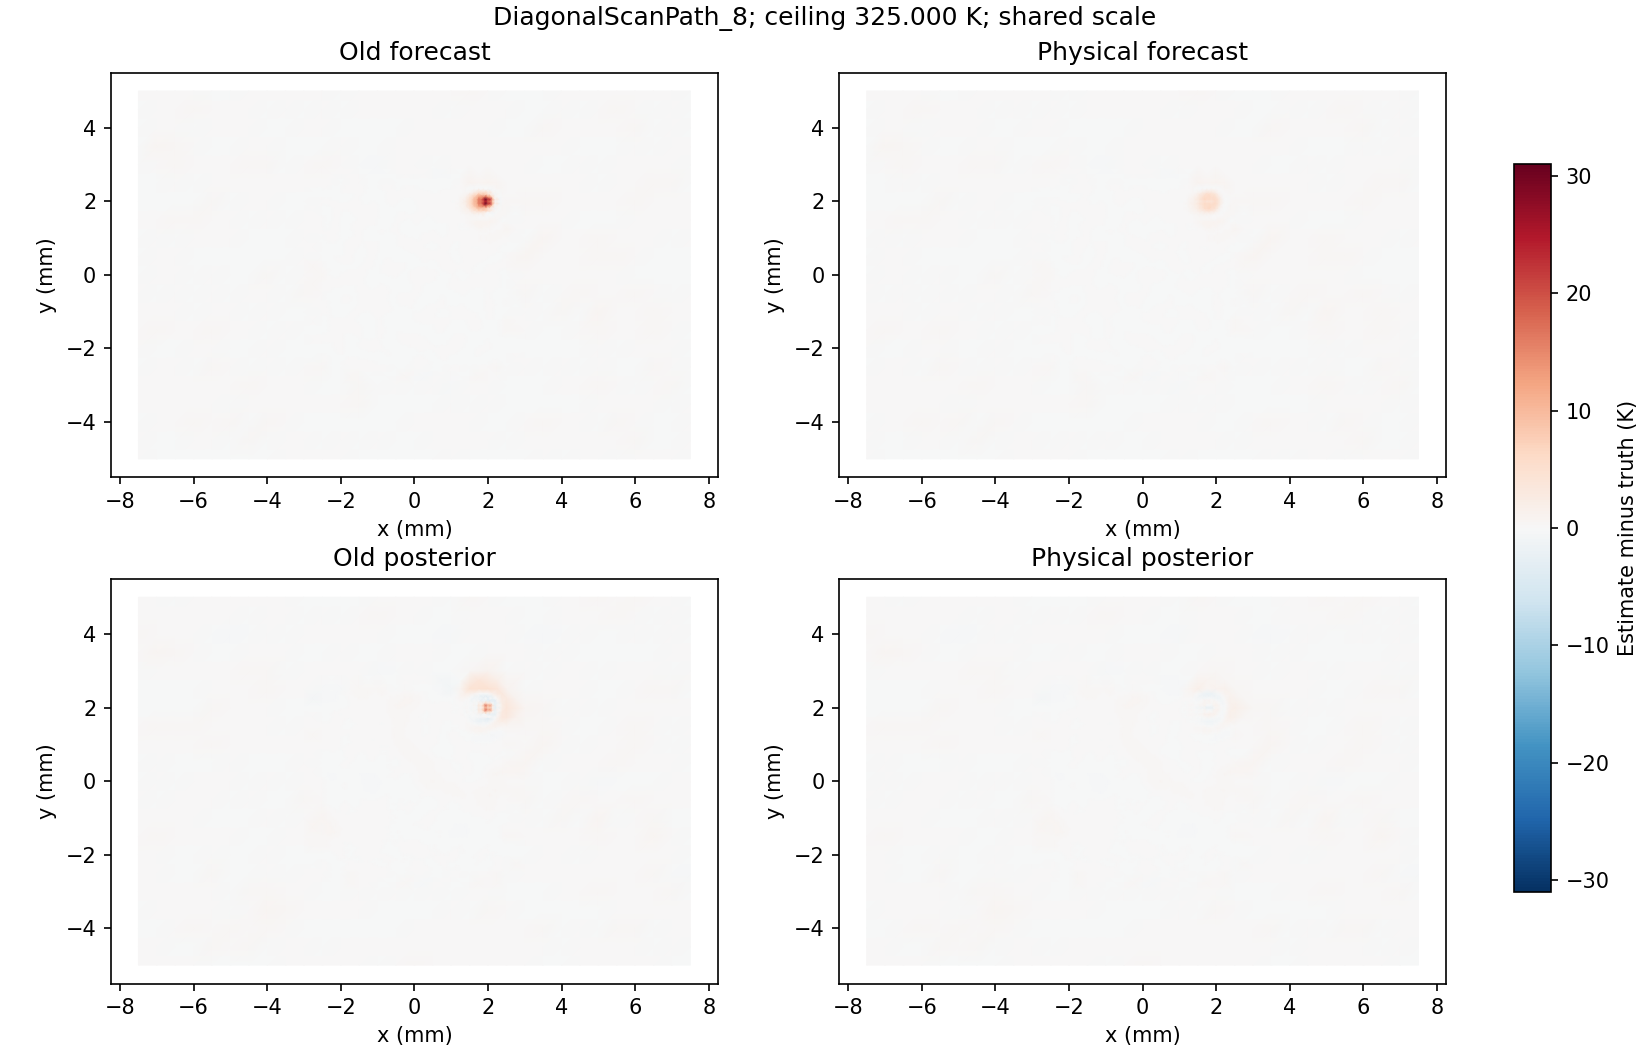 DiagonalScanPath_8; ceiling 325.000 K; shared scale
Old forecast
Physical forecast
y (mm)
4
2
0
−2
−4
−8 −6 −4 −2 0 2 4 6 8
x (mm)
y (mm)
4
2
0
−2
−4
−8 −6 −4 −2 0 2 4 6 8
x (mm)
Old posterior
Physical posterior
y (mm)
4
2
0
−2
−4
−8 −6 −4 −2 0 2 4 6 8
x (mm)
y (mm)
4
2
0
−2
−4
−8 −6 −4 −2 0 2 4 6 8
x (mm)
30
20
10
0
−10
−20
−30
Estimate minus truth (K)